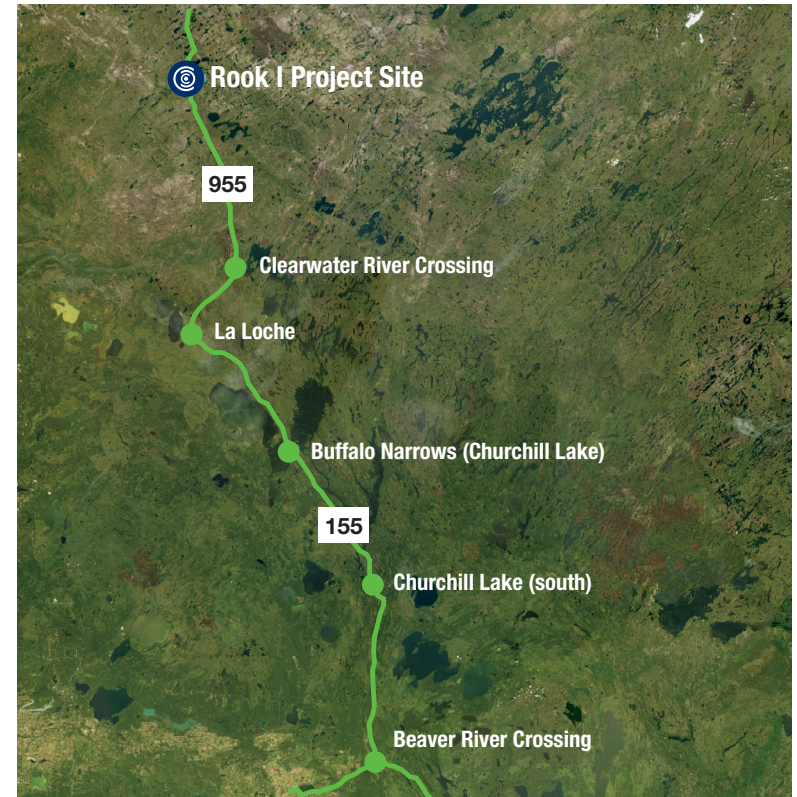 Rook I Project Site
955
Clearwater River Crossing
La Loche
Buffalo Narrows (Churchill Lake)
155
Churchill Lake (south)
Beaver River Crossing